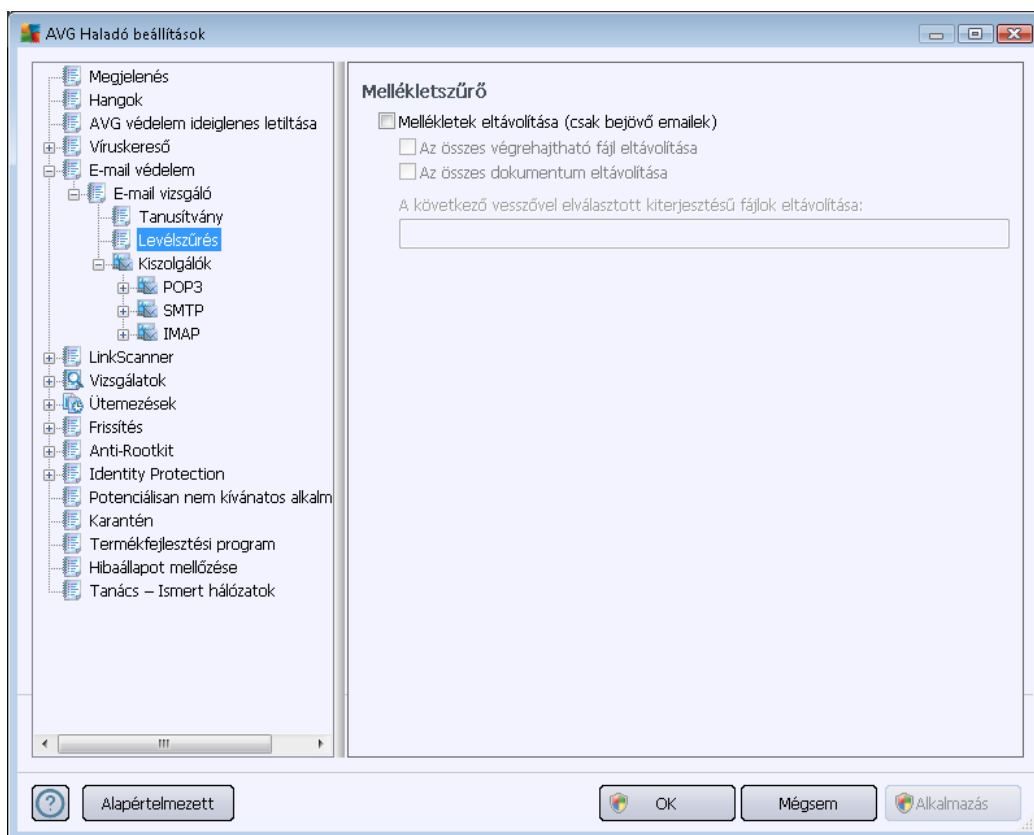 AVG Haladó beállítások
Megjelenés
Hangok
AVG védelem ideiglenes letiltása
Víruskereső
E-mail védelem
E-mail vizsgáló
Tanusítvány
Levélszűrés
Kiszolgálók
POP3
SMTP
IMAP
LinkScanner
Vizsgálatok
Ütemezések
Frissítés
Anti-Rootkit
Identity Protection
Potenciálisan nem kívánatos alkalm
Karantén
Termékfejlesztési program
Hibaállapot mellőzése
Tanács – Ismert hálózatok
Mellékletszűrő
Mellékletek eltávolítása (csak bejövő emailek)
Az összes végrehajtható fájl eltávolítása
Az összes dokumentum eltávolítása
A következő vesszővel elválasztott kiterjesztésű fájlok eltávolítása:
Alapértelmezett
OK
Mégsem
Alkalmazás